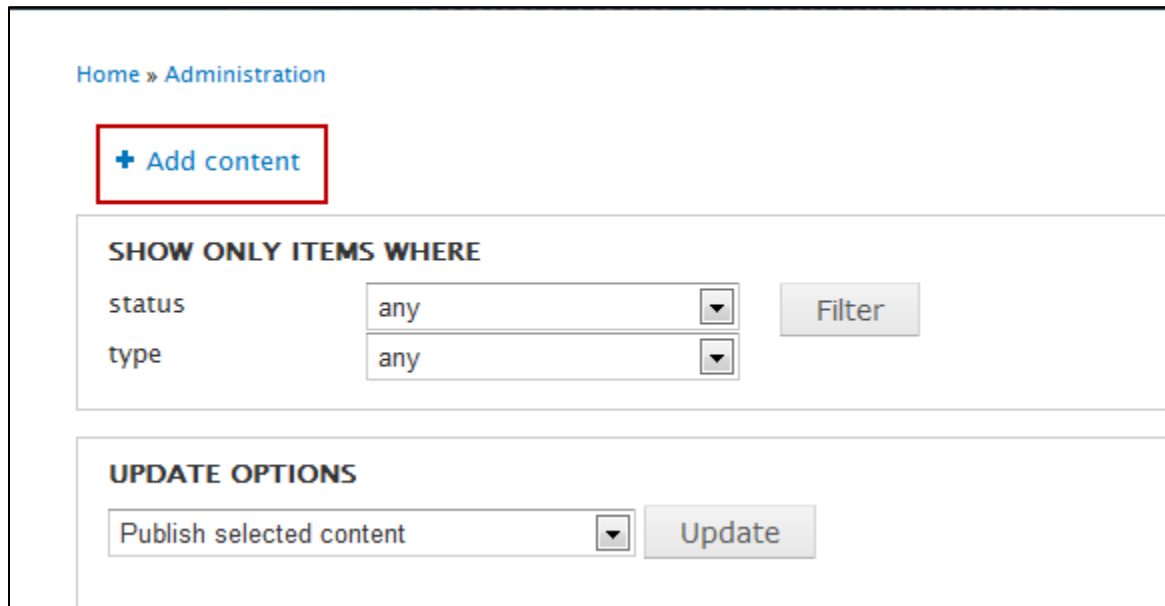 Home » Administration
+ Add content
SHOW ONLY ITEMS WHERE
status any Filter
type any
UPDATE OPTIONS
Publish selected content Update